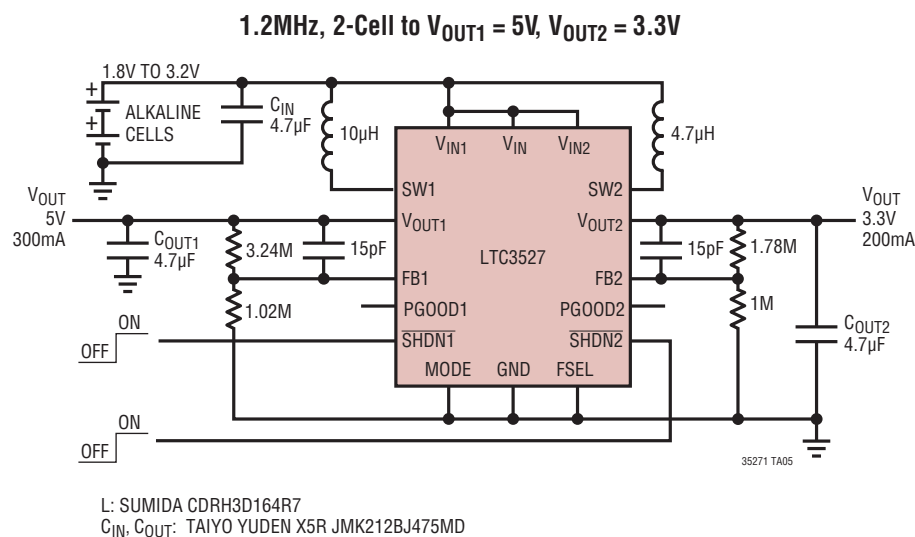 1.2MHz, 2-Cell to VOUT1 = 5V, VOUT2 = 3.3V
1.8V TO 3.2V
+
+
ALKALINE
CELLS
CIN
4.7µF
10µH
4.7µH
VIN1
VIN
VIN2
SW1
SW2
VOUT
5V
300mA
VOUT1
VOUT2
VOUT
3.3V
200mA
COUT1
4.7µF
3.24M
15pF
LTC3527
15pF
1.78M
FB1
FB2
1.02M
1M
PGOOD1
PGOOD2
COUT2
4.7µF
OFF
ON
SHDN1
SHDN2
MODE
GND
FSEL
OFF
ON
35271 TA05
L: SUMIDA CDRH3D164R7
CIN, COUT: TAIYO YUDEN X5R JMK212BJ475MD